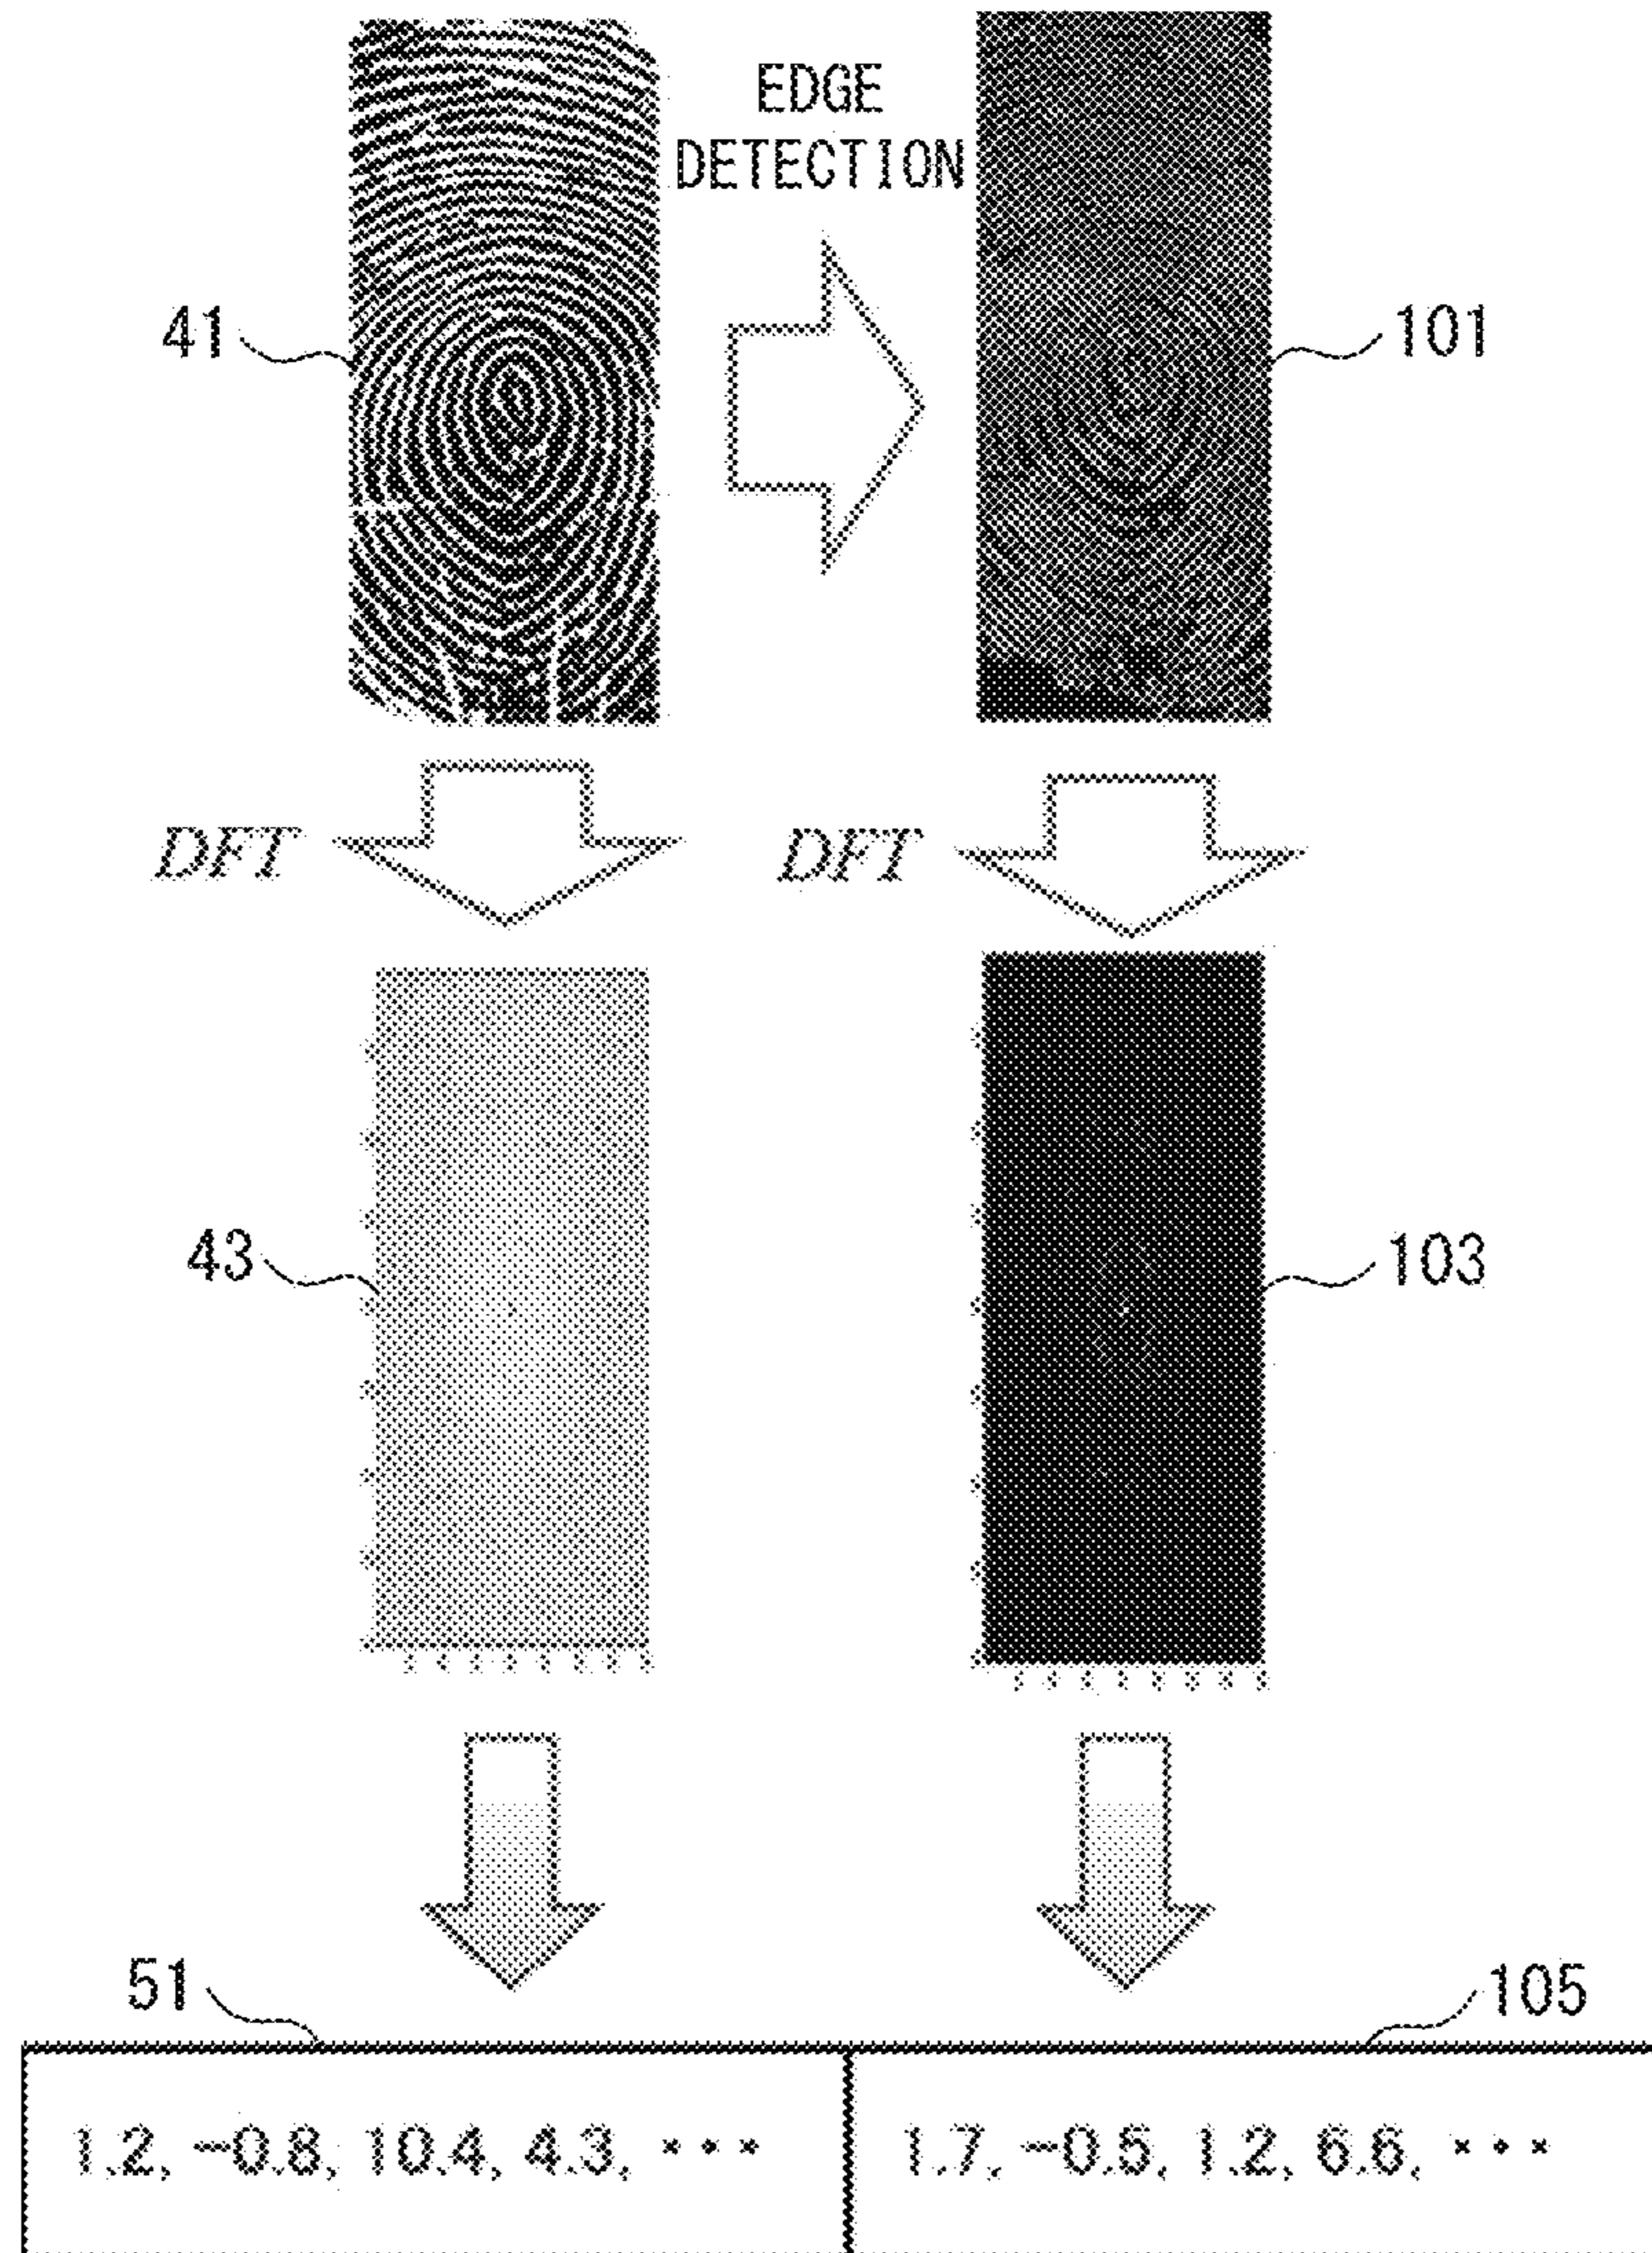 EDGE
DETECTION
41
101
DFT
DFT
43
103
51
105
1.2, -0.8, 10.4, 4.3, ···
1.7, -0.5, 1.2, 6.6, ···